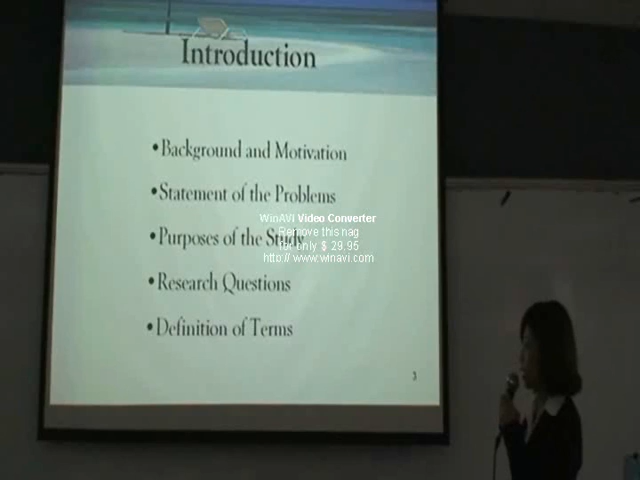 Introduction
•Background and Motivation
•Statement of the Problems
•Purposes of the Study
•Research Questions
•Definition of Terms
3
WinAVI Video Converter
Remove this nag
for only $ 29.95
http:// www.winavi.com